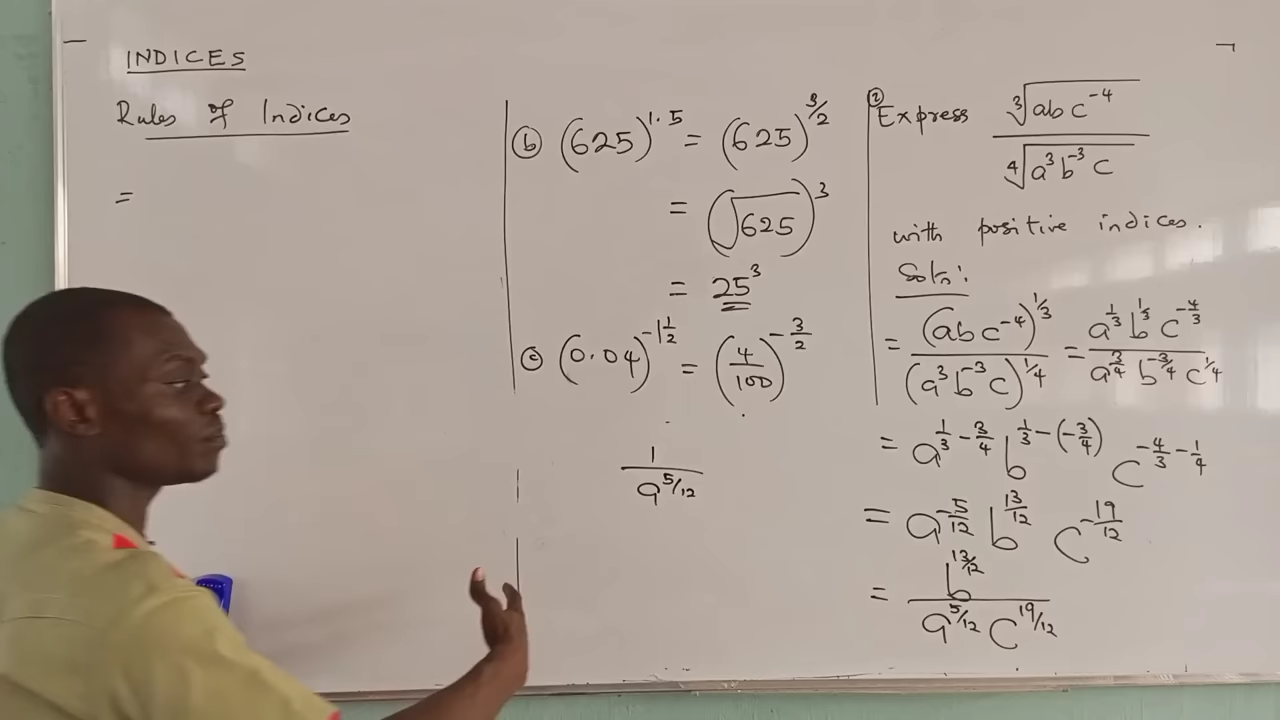 INDICES
Rules of Indices
=
ⓑ (625)^1.5 = (625)^3/2
= (√625)^3
= 25^3
ⓒ (0.04)^-1 1/2 = (4/100)^-3/2
1/a^5/12
② Express ∛(abc^-4) / ∜(a^3 b^-3 c)
with positive indices.
Soln:
= (abc^-4)^1/3 / (a^3 b^-3 c)^1/4 = a^1/3 b^1/3 c^-4/3 / a^3/4 b^-3/4 c^1/4
= a^1/3 - 3/4 b^1/3 - (-3/4) c^-4/3 - 1/4
= a^-5/12 b^13/12 c^-19/12
= b^13/12 / a^5/12 c^19/12